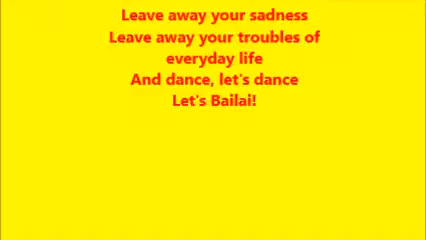 Leave away your sadness
Leave away your troubles of
everyday life
And dance, let's dance
Let's Bailai!